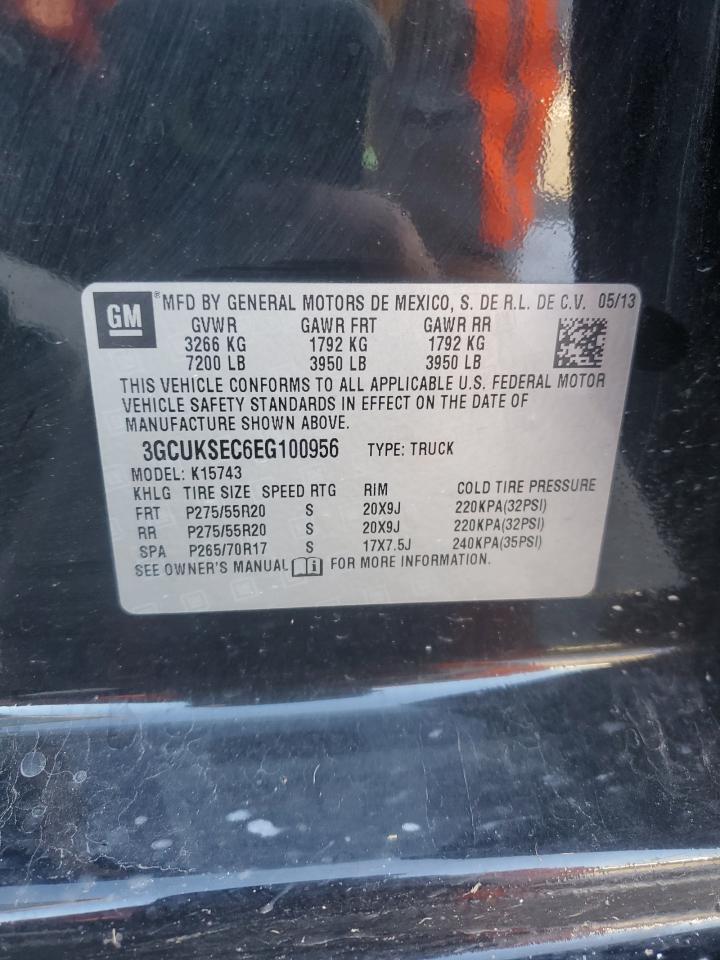 GM ® MFD BY GENERAL MOTORS DE MEXICO, S. DE R.L. DE C.V. 05/13
GVWR GAWR FRT GAWR RR
3266 KG 1792 KG 1792 KG
7200 LB 3950 LB 3950 LB
THIS VEHICLE CONFORMS TO ALL APPLICABLE U.S. FEDERAL MOTOR
VEHICLE SAFETY STANDARDS IN EFFECT ON THE DATE OF
MANUFACTURE SHOWN ABOVE.
3GCUKSEC6EG100956 TYPE: TRUCK
MODEL: K15743
KHLG TIRE SIZE SPEED RTG RIM COLD TIRE PRESSURE
FRT P275/55R20 S 20X9J 220KPA(32PSI)
RR P275/55R20 S 20X9J 220KPA(32PSI)
SPA P265/70R17 S 17X7.5J 240KPA(35PSI)
SEE OWNER'S MANUAL i FOR MORE INFORMATION.